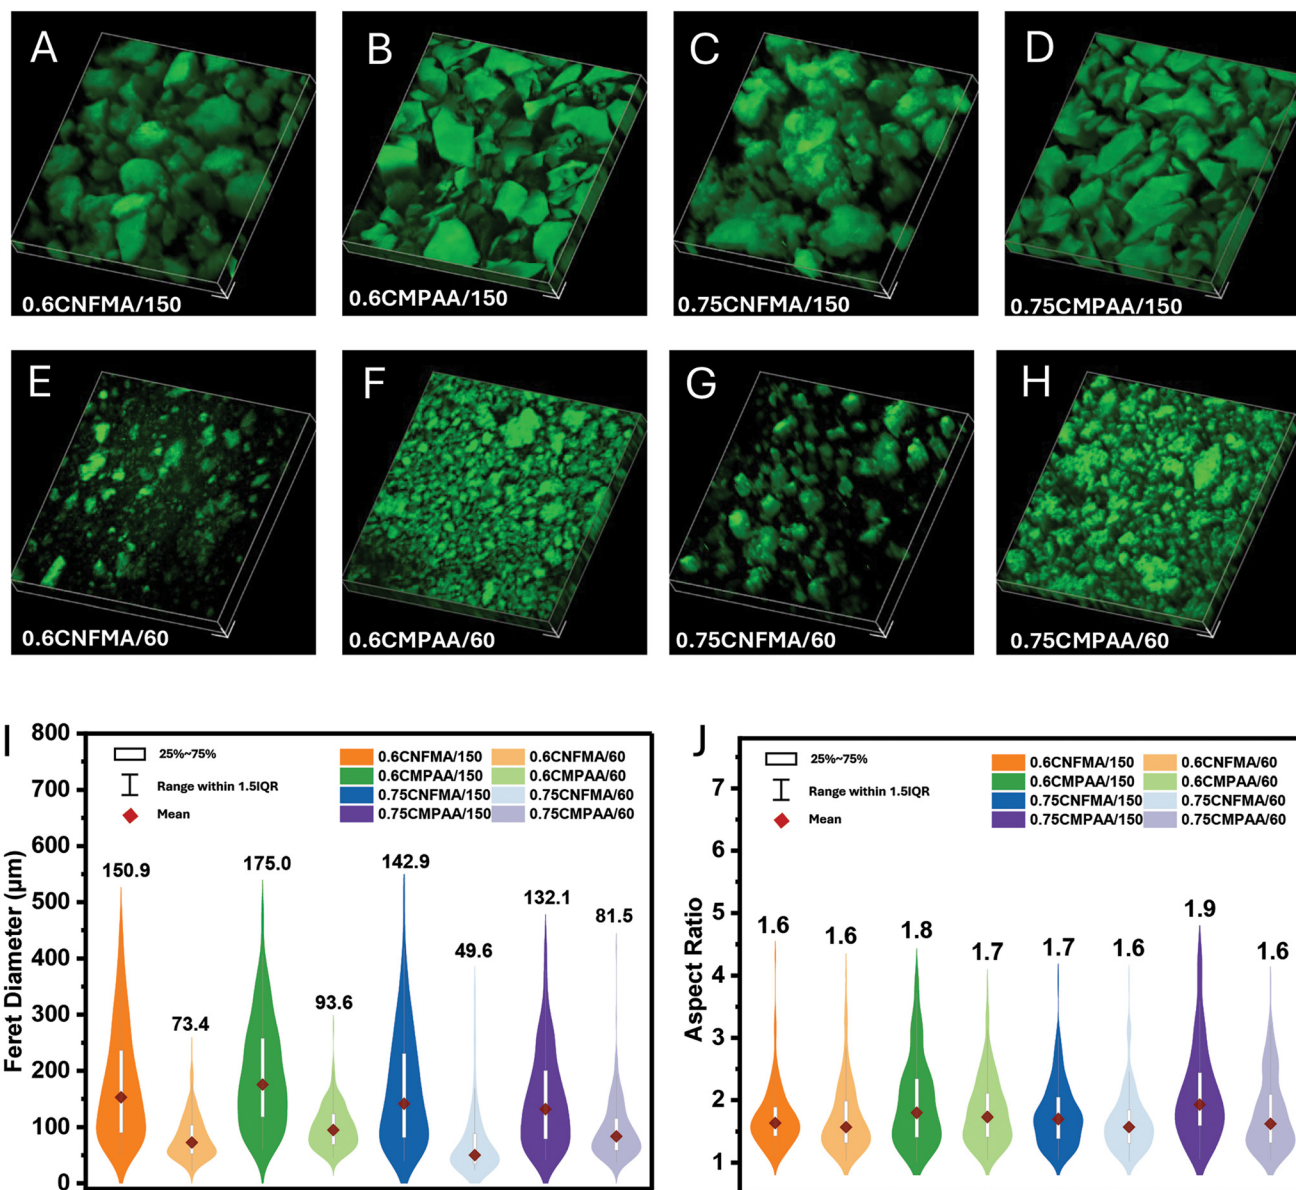 A
B
C
D
0.6CNFMA/150
0.6CMPAA/150
0.75CNFMA/150
0.75CMPAA/150
E
F
G
H
0.6CNFMA/60
0.6CMPAA/60
0.75CNFMA/60
0.75CMPAA/60
I
Feret Diameter (μm)
800
700
600
500
400
300
200
100
0
25%~75%
Range within 1.5IQR
Mean
0.6CNFMA/150
0.6CNFMA/60
0.6CMPAA/150
0.6CMPAA/60
0.75CNFMA/150
0.75CNFMA/60
0.75CMPAA/150
0.75CMPAA/60
150.9
73.4
175.0
93.6
142.9
49.6
132.1
81.5
J
Aspect Ratio
7
6
5
4
3
2
1
25%~75%
Range within 1.5IQR
Mean
0.6CNFMA/150
0.6CNFMA/60
0.6CMPAA/150
0.6CMPAA/60
0.75CNFMA/150
0.75CNFMA/60
0.75CMPAA/150
0.75CMPAA/60
1.6
1.6
1.8
1.7
1.7
1.6
1.9
1.6